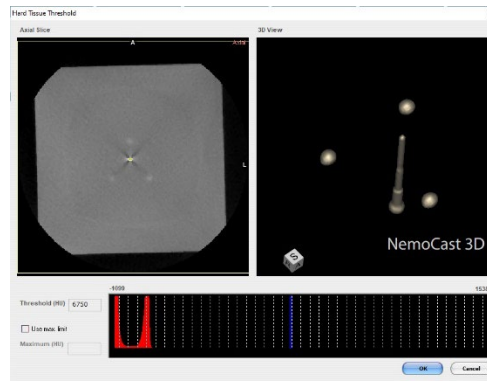 Hard Tissue Threshold
Axial Slice
3D View
A
Axial
L
S
NemoCast 3D
-1000
Threshold (HU) 6750
Use max. limit
Maximum (HU)
OK
Cancel